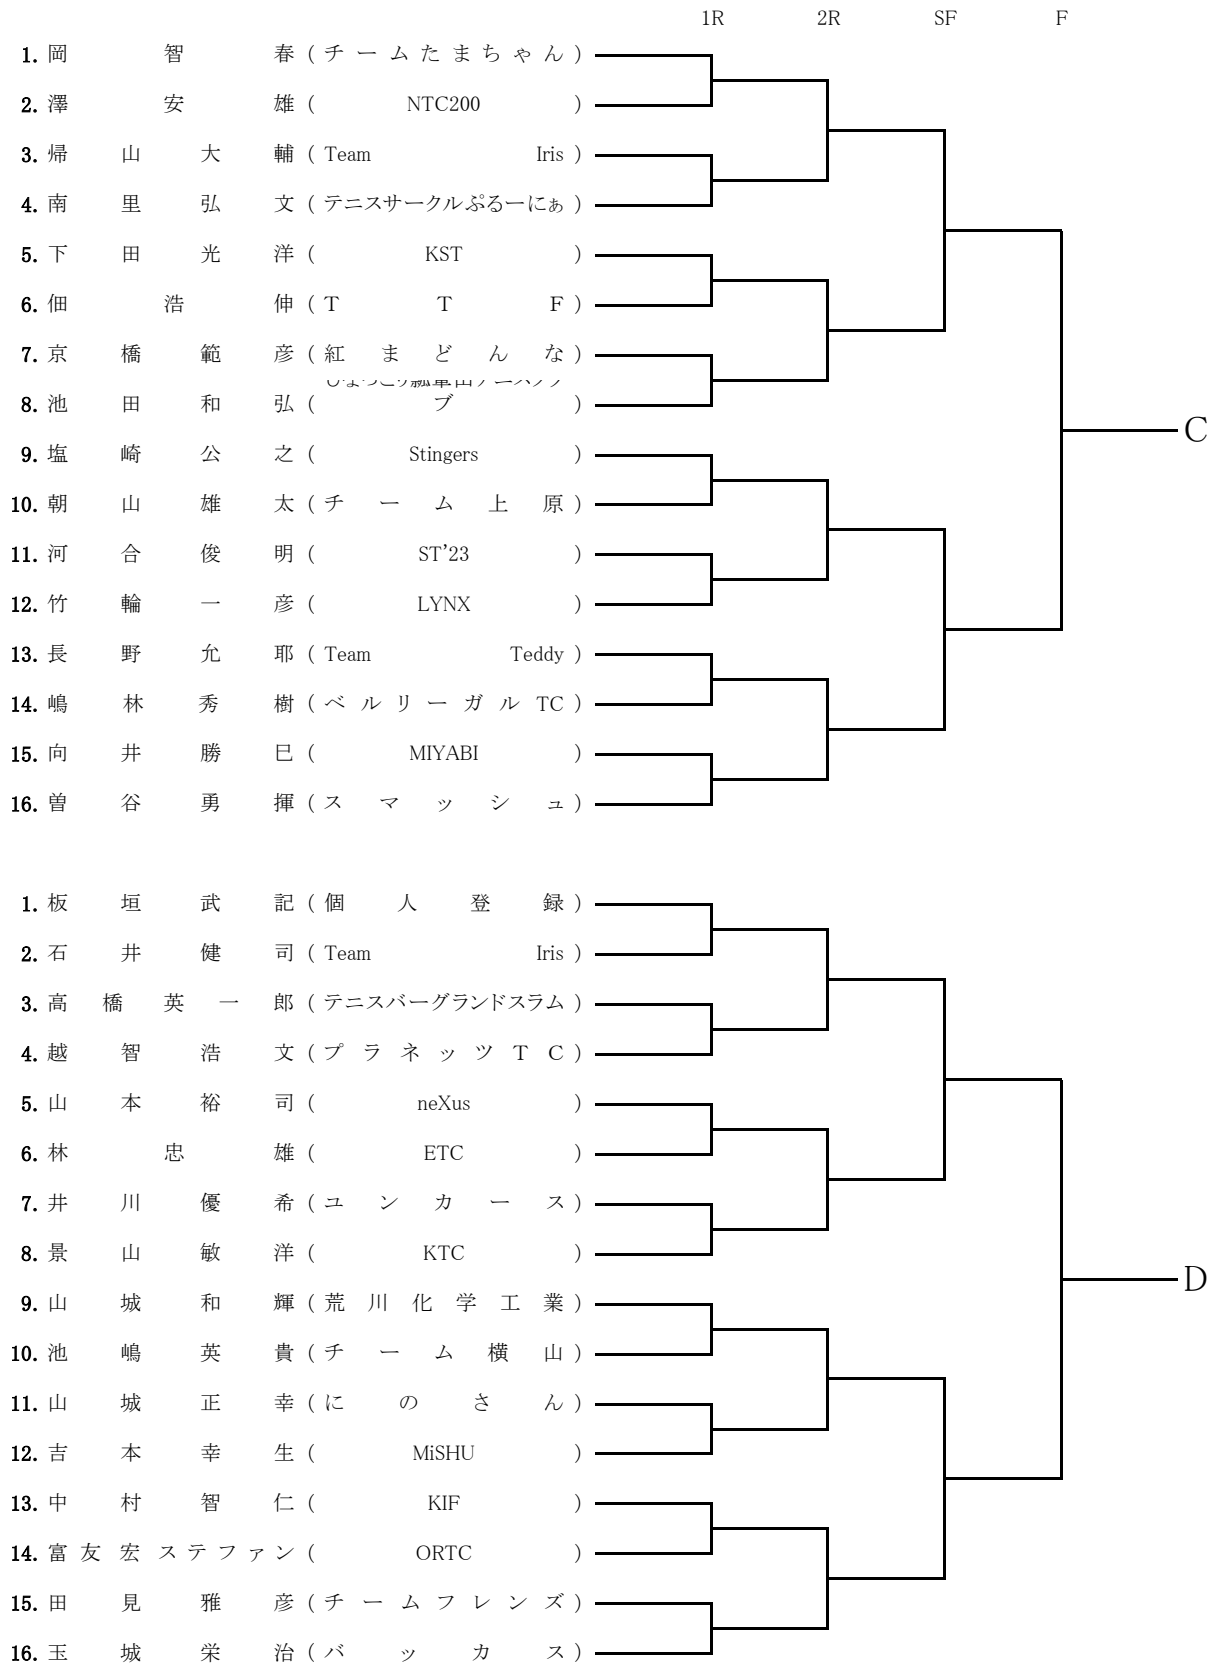 1R 2R SF F
1. 岡 智 春 ( チームたまちゃん )
2. 澤 安 雄 ( NTC200 )
3. 帰 山 大 輔 ( Team Iris )
4. 南 里 弘 文 ( テニスサークルぷるーにぁ )
5. 下 田 光 洋 ( KST )
6. 佃 浩 伸 ( T T F )
7. 京 橋 範 彦 ( 紅 ま ど ん な )
8. 池 田 和 弘 ( ブ )
C
9. 塩 崎 公 之 ( Stingers )
10. 朝 山 雄 太 ( チ ー ム 上 原 )
11. 河 合 俊 明 ( ST’23 )
12. 竹 輪 一 彦 ( LYNX )
13. 長 野 允 耶 ( Team Teddy )
14. 嶋 林 秀 樹 ( ベ ル リ ー ガ ル TC )
15. 向 井 勝 巳 ( MIYABI )
16. 曽 谷 勇 揮 ( ス マ ッ シ ュ )
1. 板 垣 武 記 ( 個 人 登 録 )
2. 石 井 健 司 ( Team Iris )
3. 高 橋 英 一 郎 ( テニスバーグランドスラム )
4. 越 智 浩 文 ( プ ラ ネ ッ ツ T C )
5. 山 本 裕 司 ( neXus )
6. 林 忠 雄 ( ETC )
7. 井 川 優 希 ( ユ ン カ ー ス )
8. 景 山 敏 洋 ( KTC )
D
9. 山 城 和 輝 ( 荒 川 化 学 工 業 )
10. 池 嶋 英 貴 ( チ ー ム 横 山 )
11. 山 城 正 幸 ( に の さ ん )
12. 吉 本 幸 生 ( MiSHU )
13. 中 村 智 仁 ( KIF )
14. 富 友 宏 ス テ ファ ン ( ORTC )
15. 田 見 雅 彦 ( チ ー ム フ レ ン ズ )
16. 玉 城 栄 治 ( バ ッ カ ス )